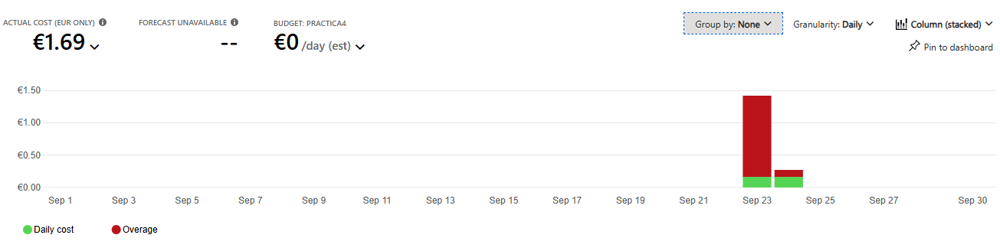 ACTUAL COST (EUR ONLY) FORECAST UNAVAILABLE BUDGET: PRACTICA4 Group by: None Granularity: Daily Column (stacked)
€1.69 -- €0 /day (est) Pin to dashboard
€1.50
€1.00
€0.50
€0.00
Sep 1 Sep 3 Sep 5 Sep 7 Sep 9 Sep 11 Sep 13 Sep 15 Sep 17 Sep 19 Sep 21 Sep 23 Sep 25 Sep 27 Sep 30
Daily cost Overage